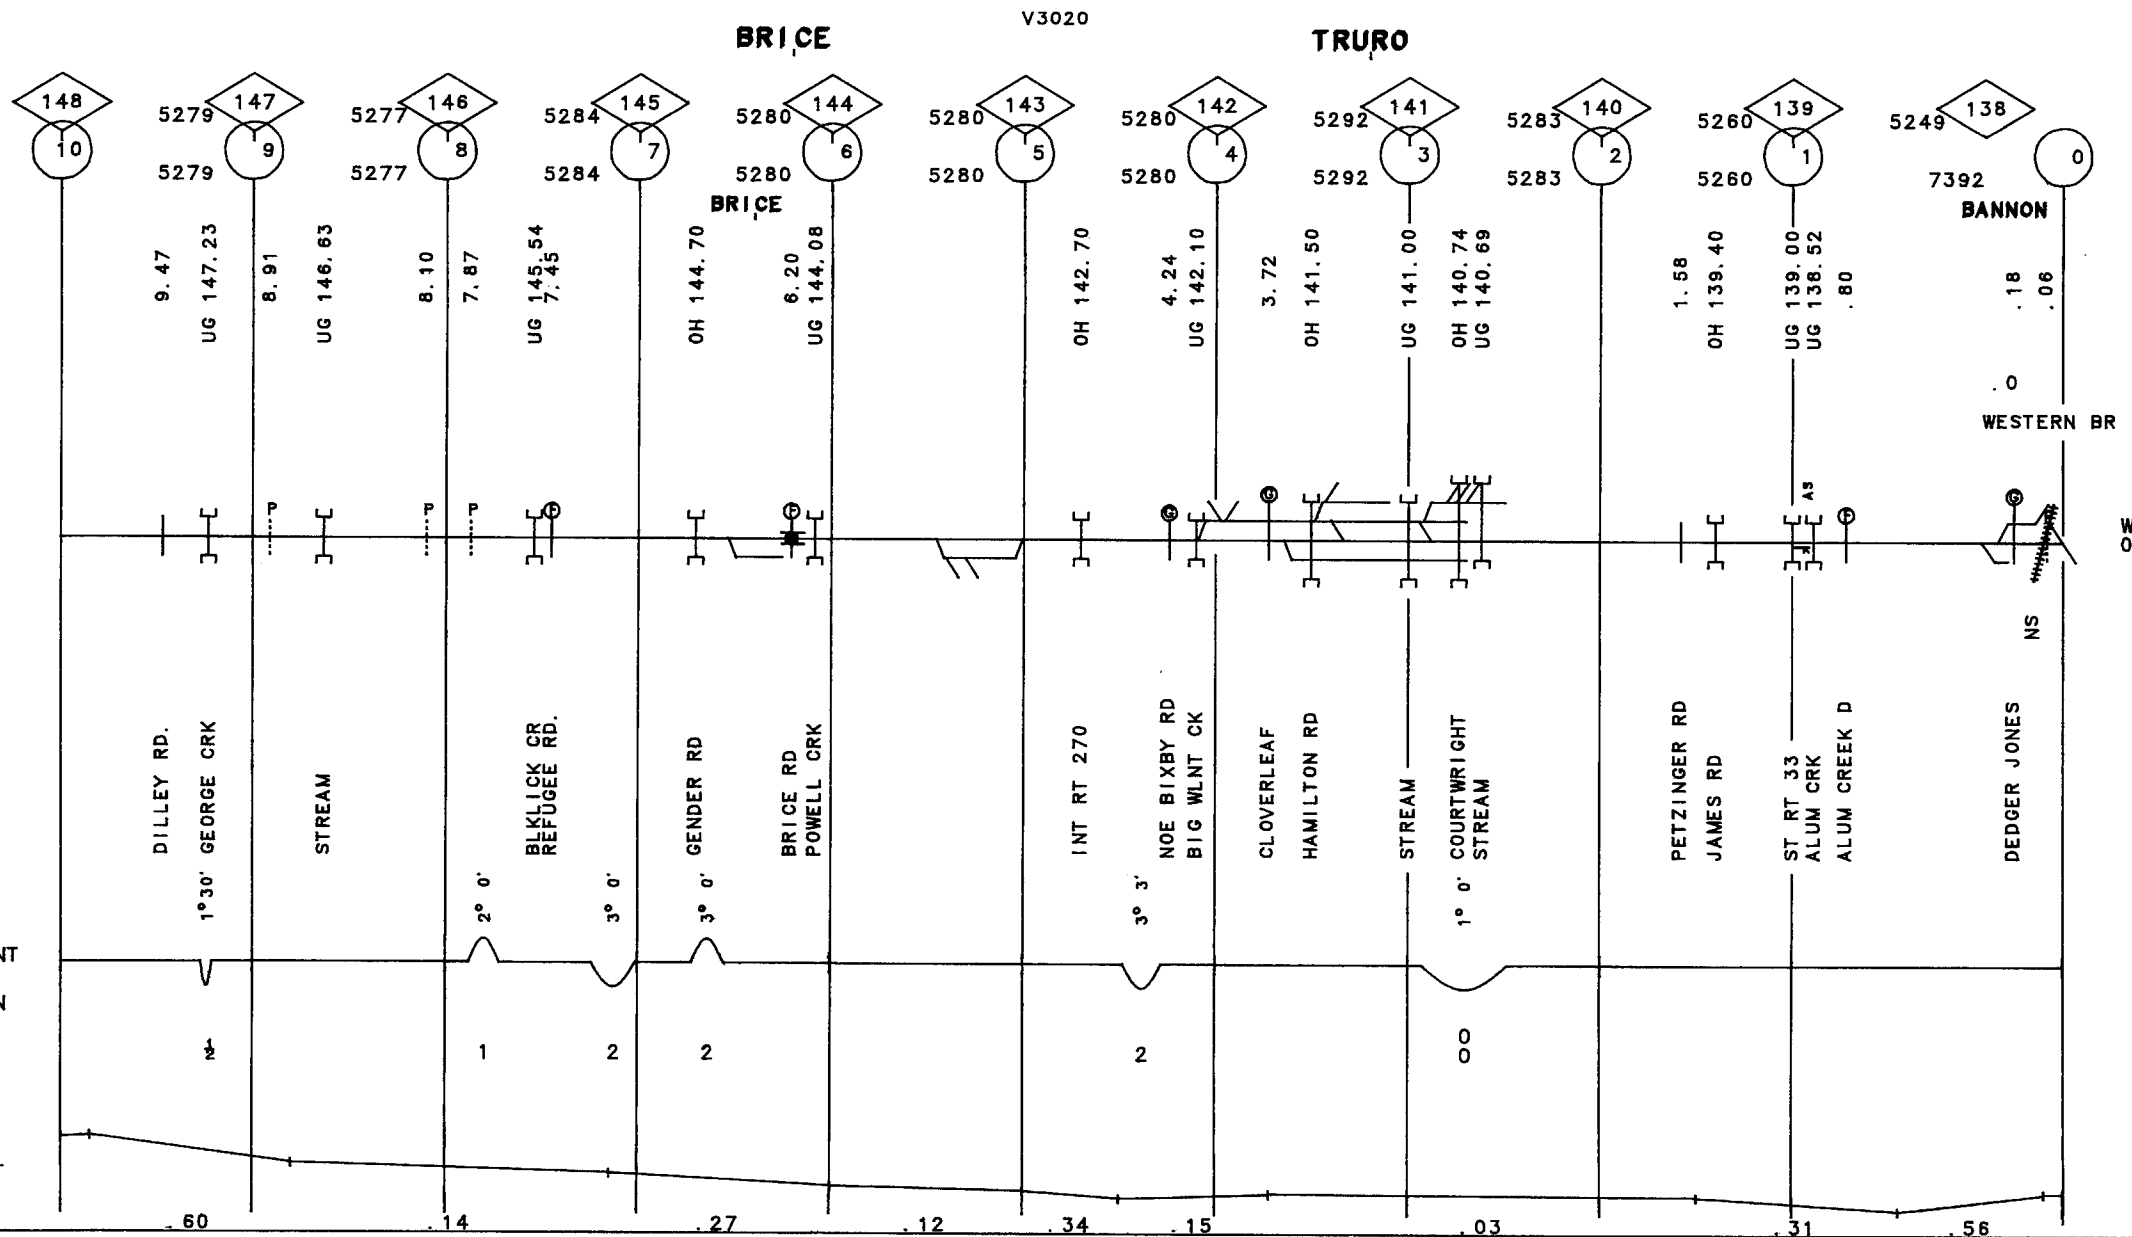 V3020
BRICE TRURO
148 147 146 145 144 143 142 141 140 139 138
5279 5277 5284 5280 5280 5280 5292 5283 5260 5249
10 9 8 7 6 5 4 3 2 1 0
5279 5277 5284 5280 5280 5280 5292 5283 5260 7392
BRICE BANNON
9.47
UG 147.23
8.91
UG 146.63
8.10
7.87
UG 145.54
7.45
OH 144.70
6.20
UG 144.08
OH 142.70
4.24
UG 142.10
3.72
OH 141.50
UG 141.00
OH 140.74
UG 140.69
1.58
OH 139.40
UG 139.00
UG 138.52
.80
.18
.06
.0
WESTERN BR
P P P F F G G AS F G
W
O
NS
DILLEY RD.
GEORGE CRK
STREAM
BLKLICK CR
REFUGEE RD.
GENDER RD
BRICE RD
POWELL CRK
INT RT 270
NOE BIXBY RD
BIG WLNT CK
CLOVERLEAF
HAMILTON RD
STREAM
COURTWRIGHT
STREAM
PETZINGER RD
JAMES RD
ST RT 33
ALUM CRK
ALUM CREEK D
DEDGER JONES
1°30' 2° 0' 3° 0' 3° 0' 3° 3' 1° 0'
NT
N
1 2 2 2 0
0
.60 .14 .27 .12 .34 .15 .03 .31 .56